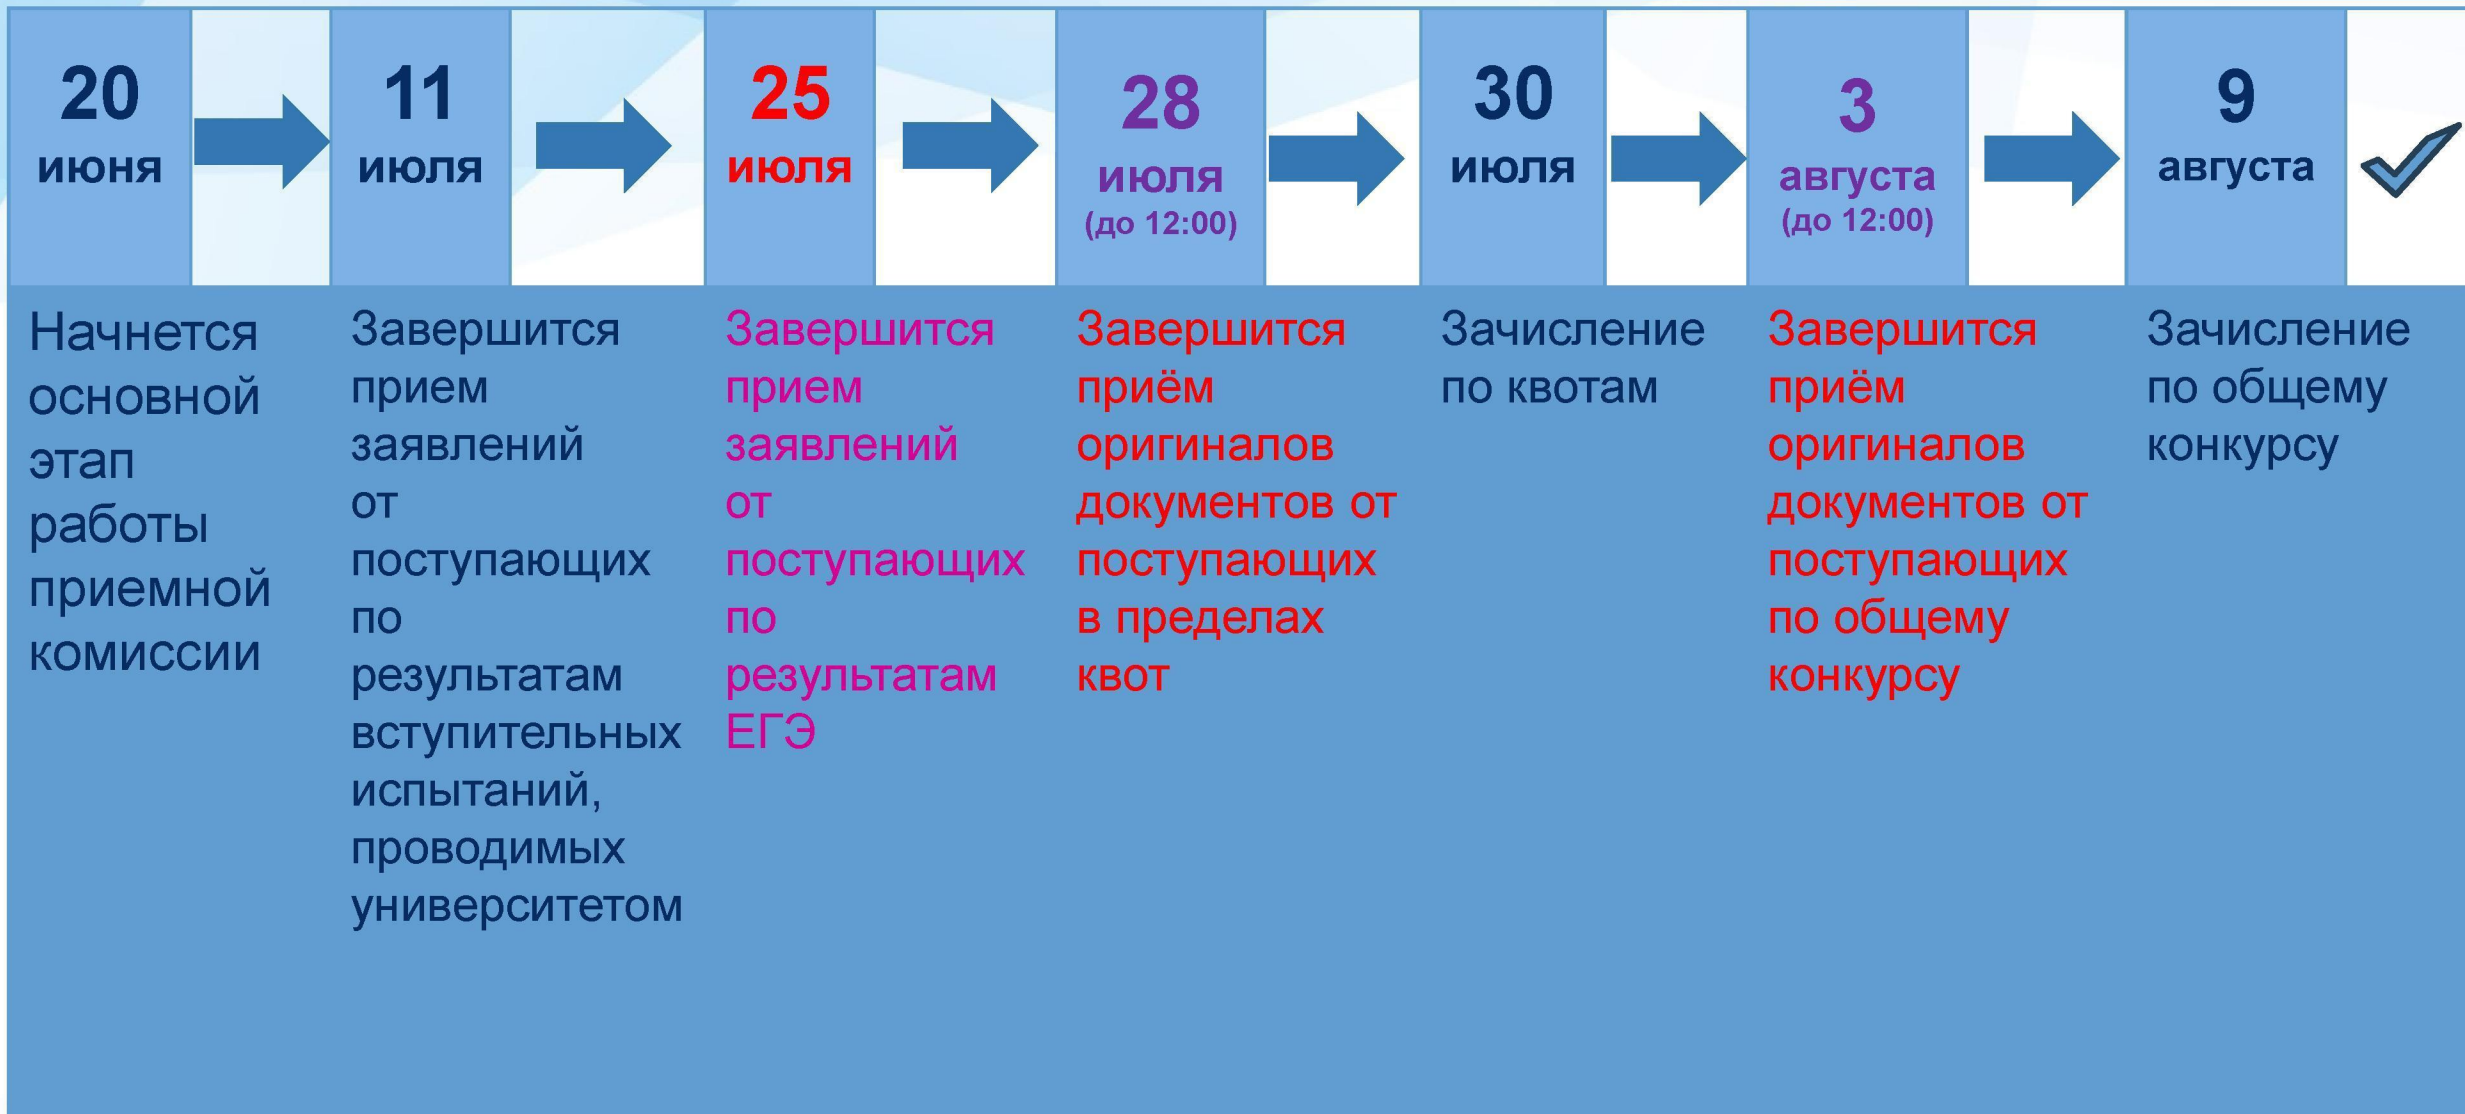 20
июня
11
июля
25
июля
28
июля
(до 12:00)
30
июля
3
августа
(до 12:00)
9
августа
Начнется
основной
этап
работы
приемной
комиссии
Завершится
прием
заявлений
от
поступающих
по
результатам
вступительных
испытаний,
проводимых
университетом
Завершится
прием
заявлений
от
поступающих
по
результатам
ЕГЭ
Завершится
приём
оригиналов
документов от
поступающих
в пределах
квот
Зачисление
по квотам
Завершится
приём
оригиналов
документов от
поступающих
по общему
конкурсу
Зачисление
по общему
конкурсу